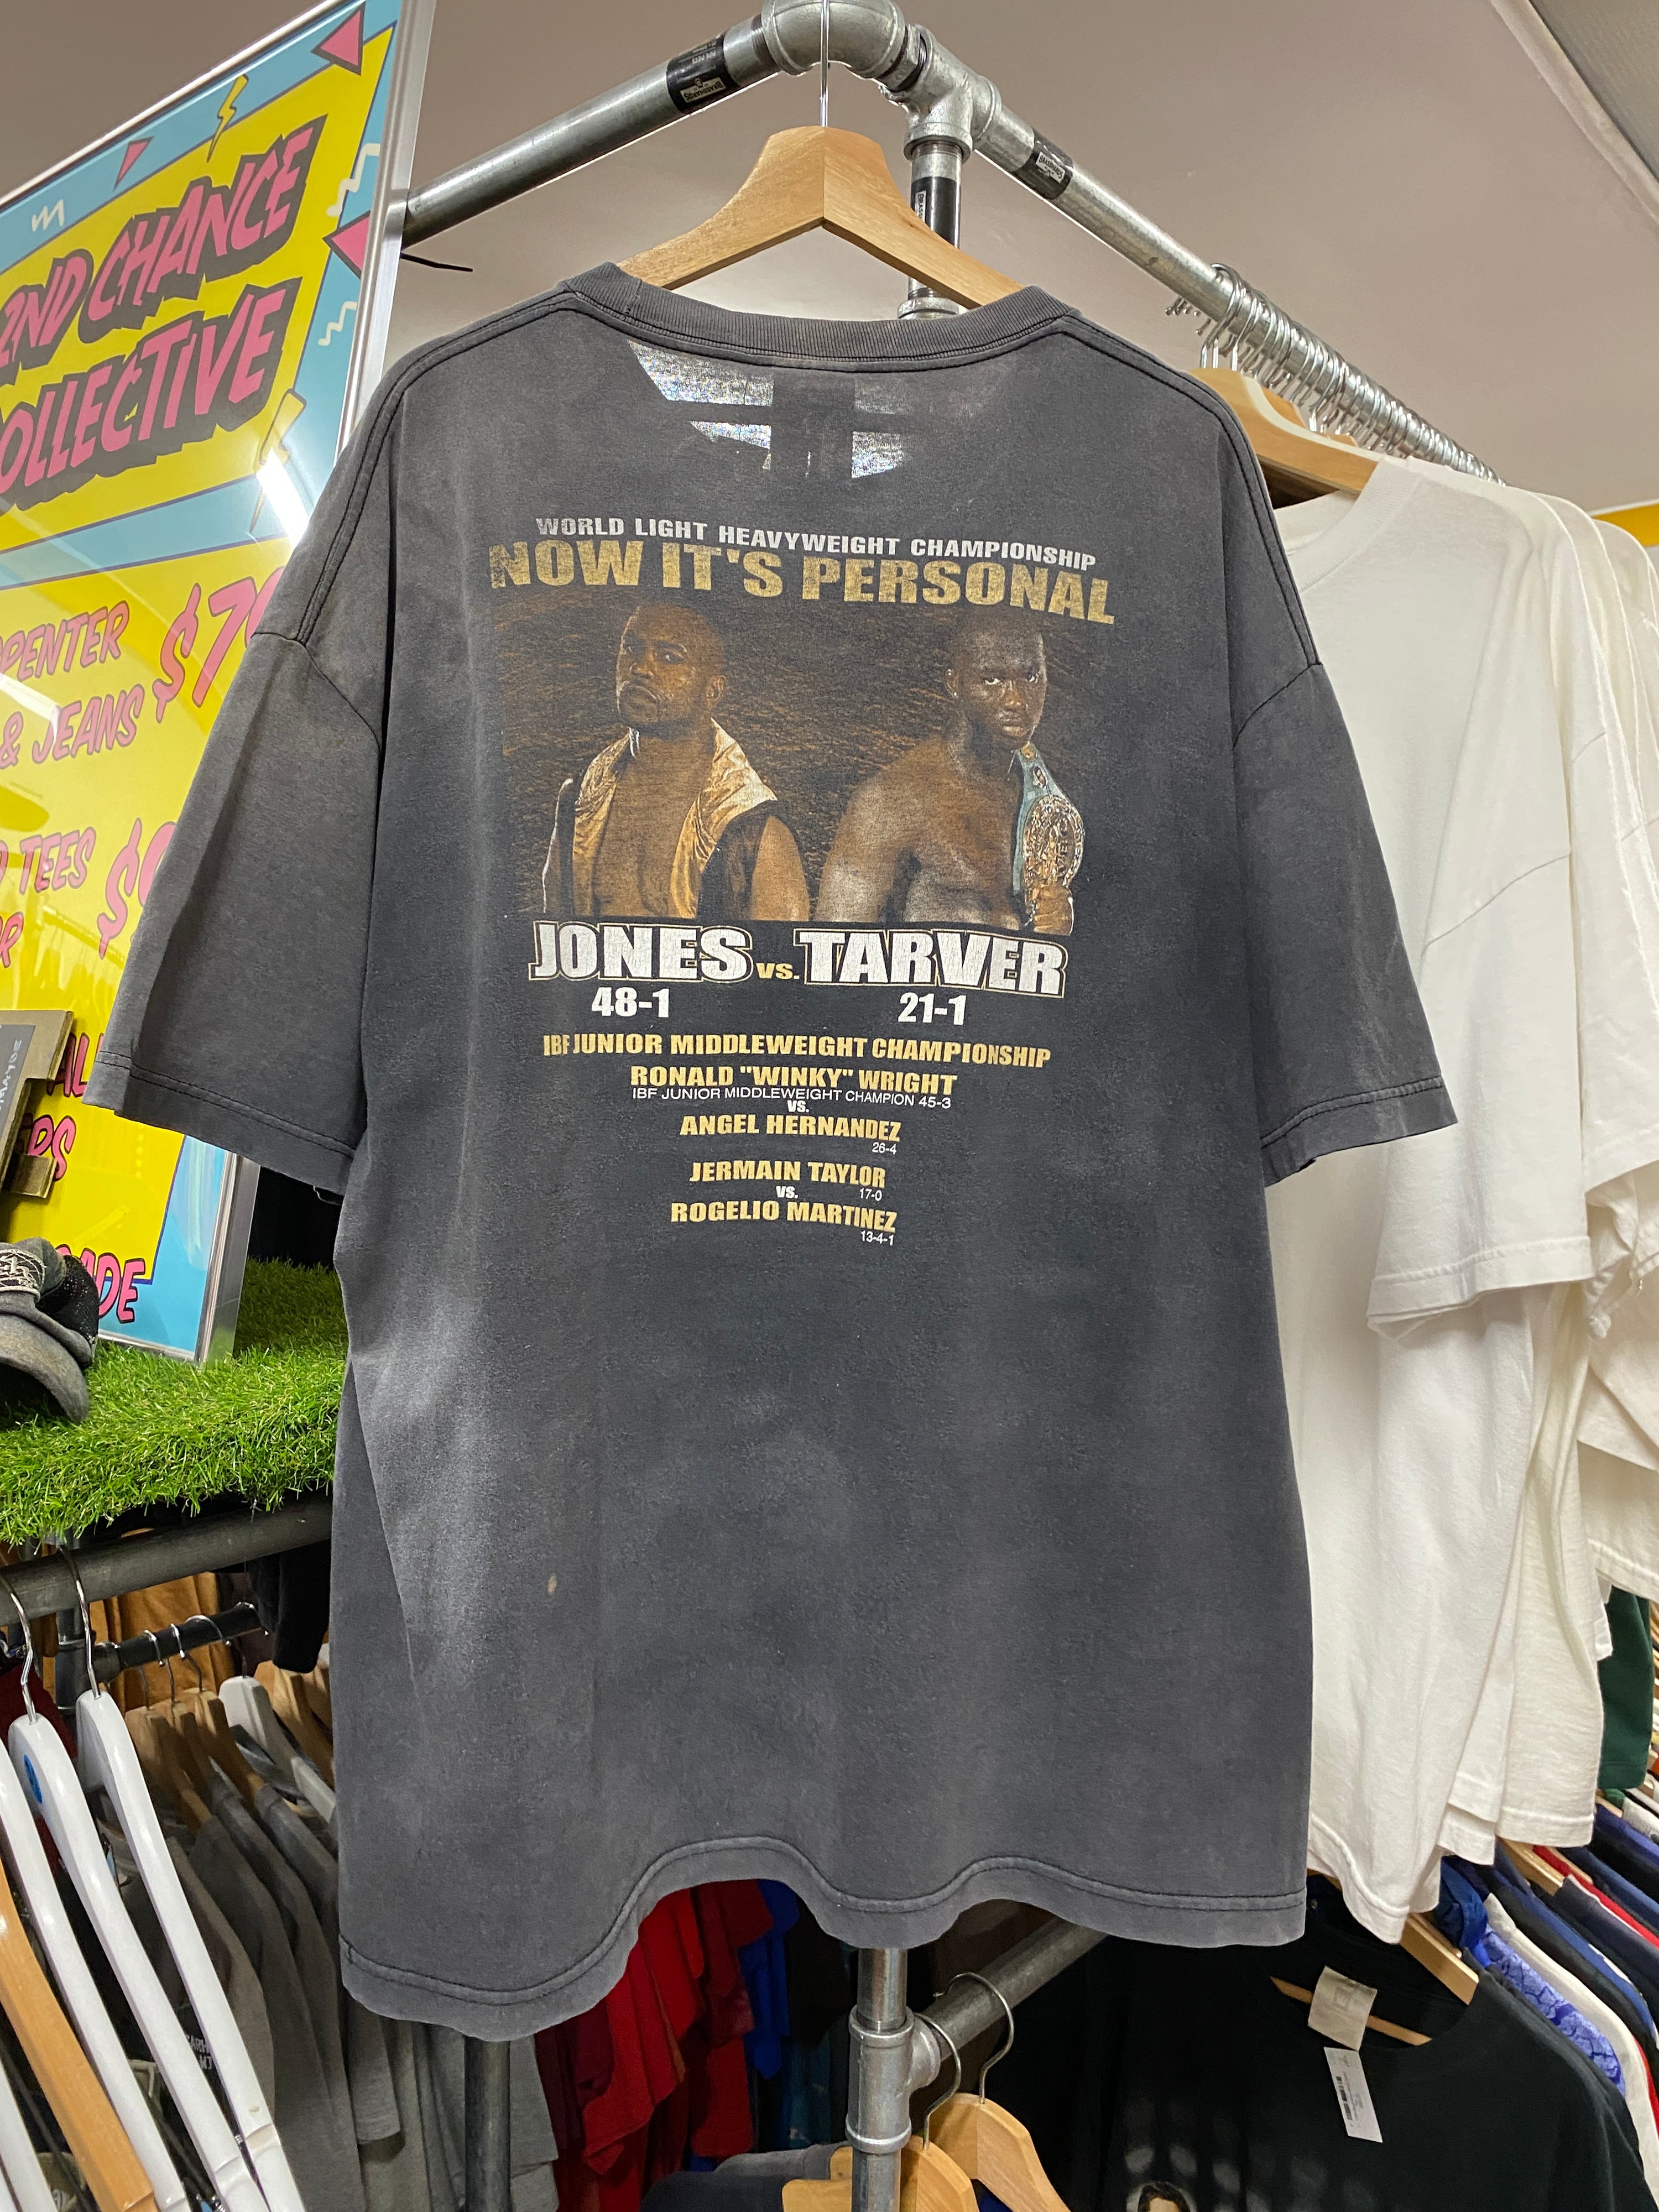 2ND CHANCE
COLLECTIVE
& JEANS
TEES
WORLD LIGHT HEAVYWEIGHT CHAMPIONSHIP
NOW IT'S PERSONAL
JONES VS. TARVER
48-1 21-1
IBF JUNIOR MIDDLEWEIGHT CHAMPIONSHIP
RONALD "WINKY" WRIGHT
IBF JUNIOR MIDDLEWEIGHT CHAMPION 45-3
VS.
ANGEL HERNANDEZ
26-4
JERMAIN TAYLOR
VS. 17-0
ROGELIO MARTINEZ
13-4-1